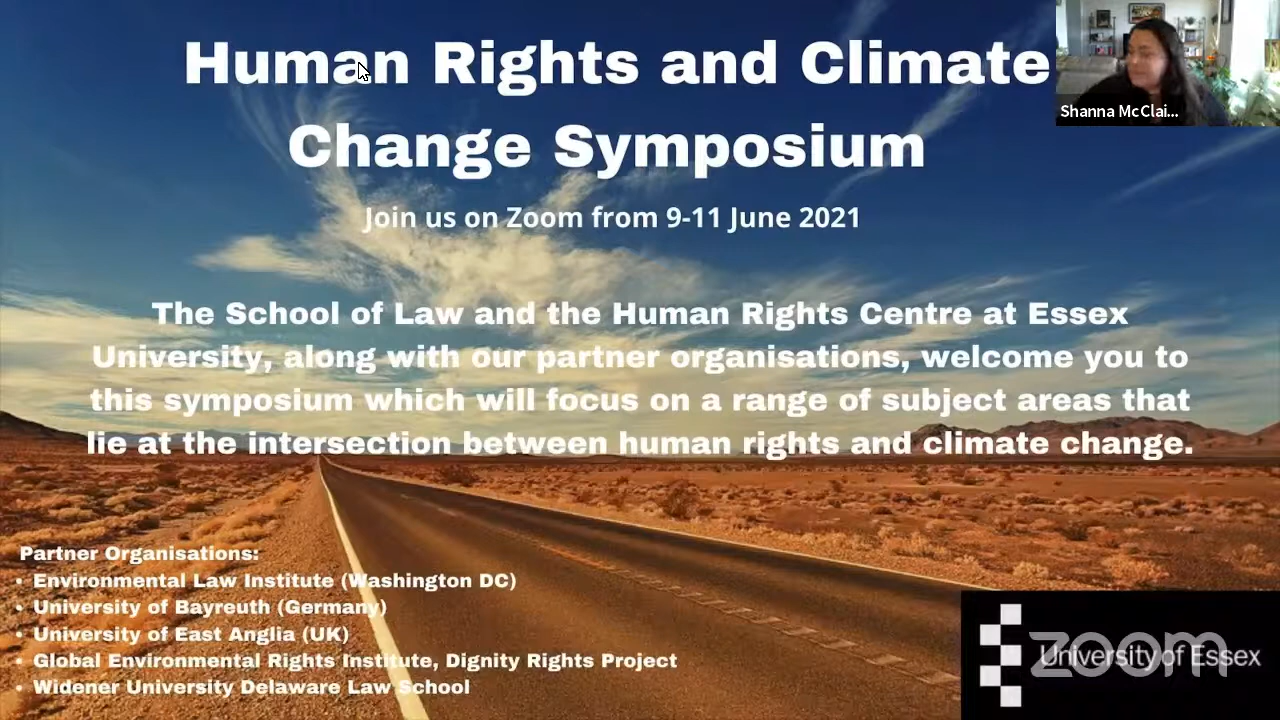 Human Rights and Climate
Change Symposium
Join us on Zoom from 9-11 June 2021
Shanna McClai...
The School of Law and the Human Rights Centre at Essex
University, along with our partner organisations, welcome you to
this symposium which will focus on a range of subject areas that
lie at the intersection between human rights and climate change.
Partner Organisations:
• Environmental Law Institute (Washington DC)
• University of Bayreuth (Germany)
• University of East Anglia (UK)
• Global Environmental Rights Institute, Dignity Rights Project
• Widener University Delaware Law School
University of Essex
zoom